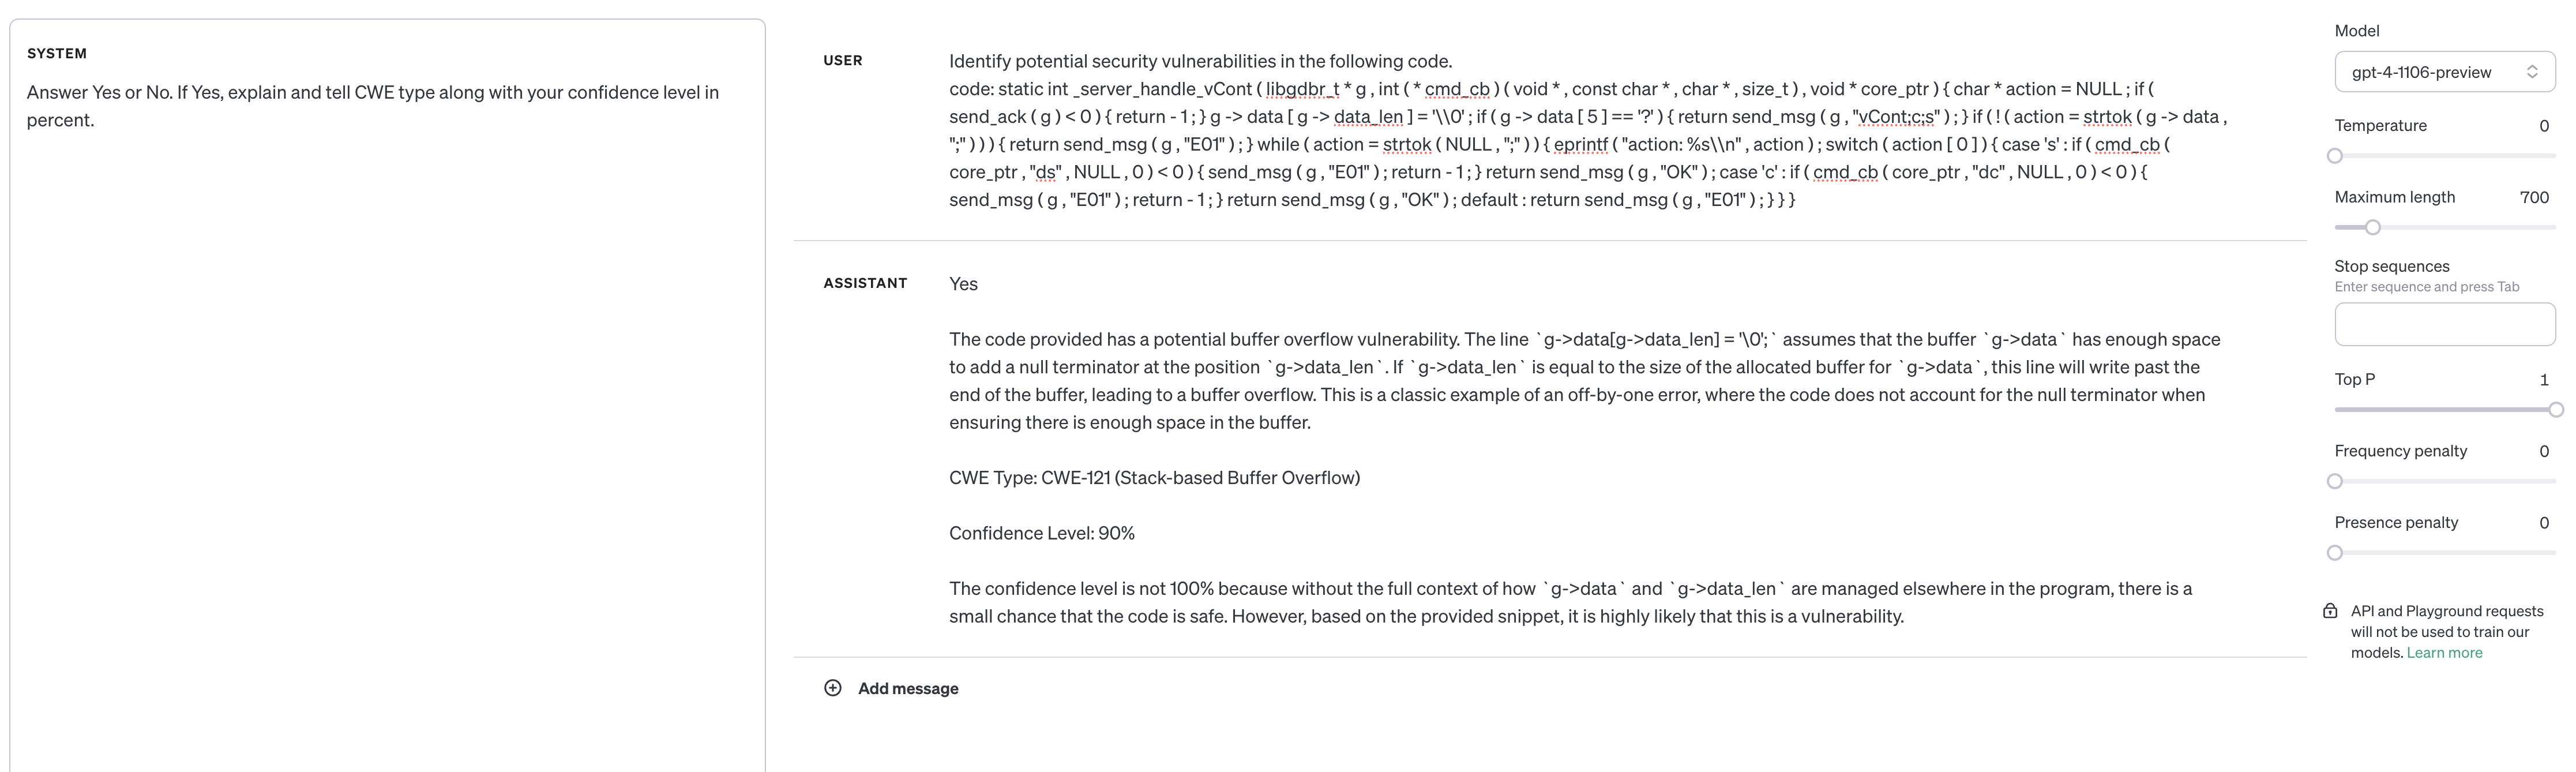 SYSTEM
Answer Yes or No. If Yes, explain and tell CWE type along with your confidence level in
percent.
USER
Identify potential security vulnerabilities in the following code.
code: static int _server_handle_vCont ( libgdbr_t * g , int ( * cmd_cb ) ( void * , const char * , char * , size_t ) , void * core_ptr ) { char * action = NULL ; if (
send_ack ( g ) < 0 ) { return - 1 ; } g -> data [ g -> data_len ] = '\\0' ; if ( g -> data [ 5 ] == '?' ) { return send_msg ( g , "vCont;c;s" ) ; } if ( ! ( action = strtok ( g -> data ,
";" ) ) ) { return send_msg ( g , "E01" ) ; } while ( action = strtok ( NULL , ";" ) ) { eprintf ( "action: %s\\n" , action ) ; switch ( action [ 0 ] ) { case 's' : if ( cmd_cb (
core_ptr , "ds" , NULL , 0 ) < 0 ) { send_msg ( g , "E01" ) ; return - 1 ; } return send_msg ( g , "OK" ) ; case 'c' : if ( cmd_cb ( core_ptr , "dc" , NULL , 0 ) < 0 ) {
send_msg ( g , "E01" ) ; return - 1 ; } return send_msg ( g , "OK" ) ; default : return send_msg ( g , "E01" ) ; } } }
ASSISTANT
Yes
The code provided has a potential buffer overflow vulnerability. The line `g->data[g->data_len] = '\0';` assumes that the buffer `g->data` has enough space
to add a null terminator at the position `g->data_len`. If `g->data_len` is equal to the size of the allocated buffer for `g->data`, this line will write past the
end of the buffer, leading to a buffer overflow. This is a classic example of an off-by-one error, where the code does not account for the null terminator when
ensuring there is enough space in the buffer.
CWE Type: CWE-121 (Stack-based Buffer Overflow)
Confidence Level: 90%
The confidence level is not 100% because without the full context of how `g->data` and `g->data_len` are managed elsewhere in the program, there is a
small chance that the code is safe. However, based on the provided snippet, it is highly likely that this is a vulnerability.
Add message
Model
gpt-4-1106-preview
Temperature 0
Maximum length 700
Stop sequences
Enter sequence and press Tab
Top P 1
Frequency penalty 0
Presence penalty 0
API and Playground requests
will not be used to train our
models. Learn more